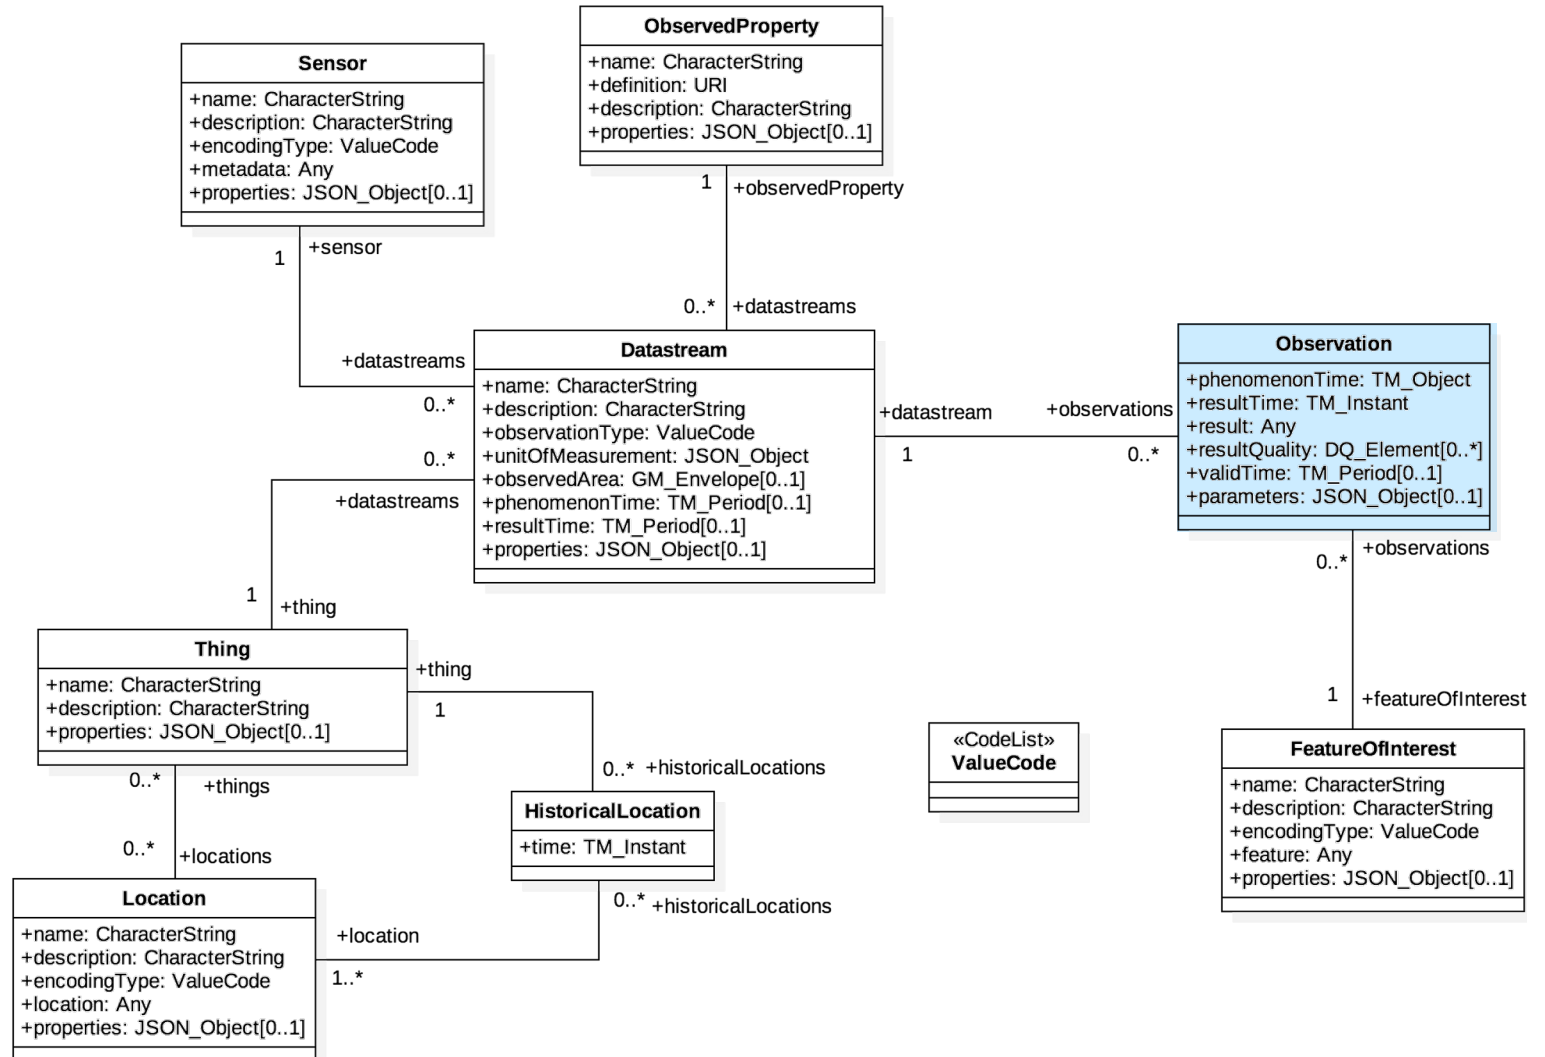 ObservedProperty
+name: CharacterString
+definition: URI
+description: CharacterString
+properties: JSON_Object[0..1]
Sensor
+name: CharacterString
+description: CharacterString
+encodingType: ValueCode
+metadata: Any
+properties: JSON_Object[0..1]
1
+observedProperty
+sensor
1
0..*
+datastreams
+datastreams
0..*
Datastream
+name: CharacterString
+description: CharacterString
+observationType: ValueCode
+unitOfMeasurement: JSON_Object
+observedArea: GM_Envelope[0..1]
+phenomenonTime: TM_Period[0..1]
+resultTime: TM_Period[0..1]
+properties: JSON_Object[0..1]
+datastream
1
+observations
0..*
Observation
+phenomenonTime: TM_Object
+resultTime: TM_Instant
+result: Any
+resultQuality: DQ_Element[0..*]
+validTime: TM_Period[0..1]
+parameters: JSON_Object[0..1]
0..*
+datastreams
1
+thing
+observations
0..*
Thing
+name: CharacterString
+description: CharacterString
+properties: JSON_Object[0..1]
+thing
1
0..*
+historicalLocations
1
+featureOfInterest
«CodeList»
ValueCode
FeatureOfInterest
+name: CharacterString
+description: CharacterString
+encodingType: ValueCode
+feature: Any
+properties: JSON_Object[0..1]
0..*
+things
0..*
+locations
HistoricalLocation
+time: TM_Instant
0..*
+historicalLocations
+location
1..*
Location
+name: CharacterString
+description: CharacterString
+encodingType: ValueCode
+location: Any
+properties: JSON_Object[0..1]